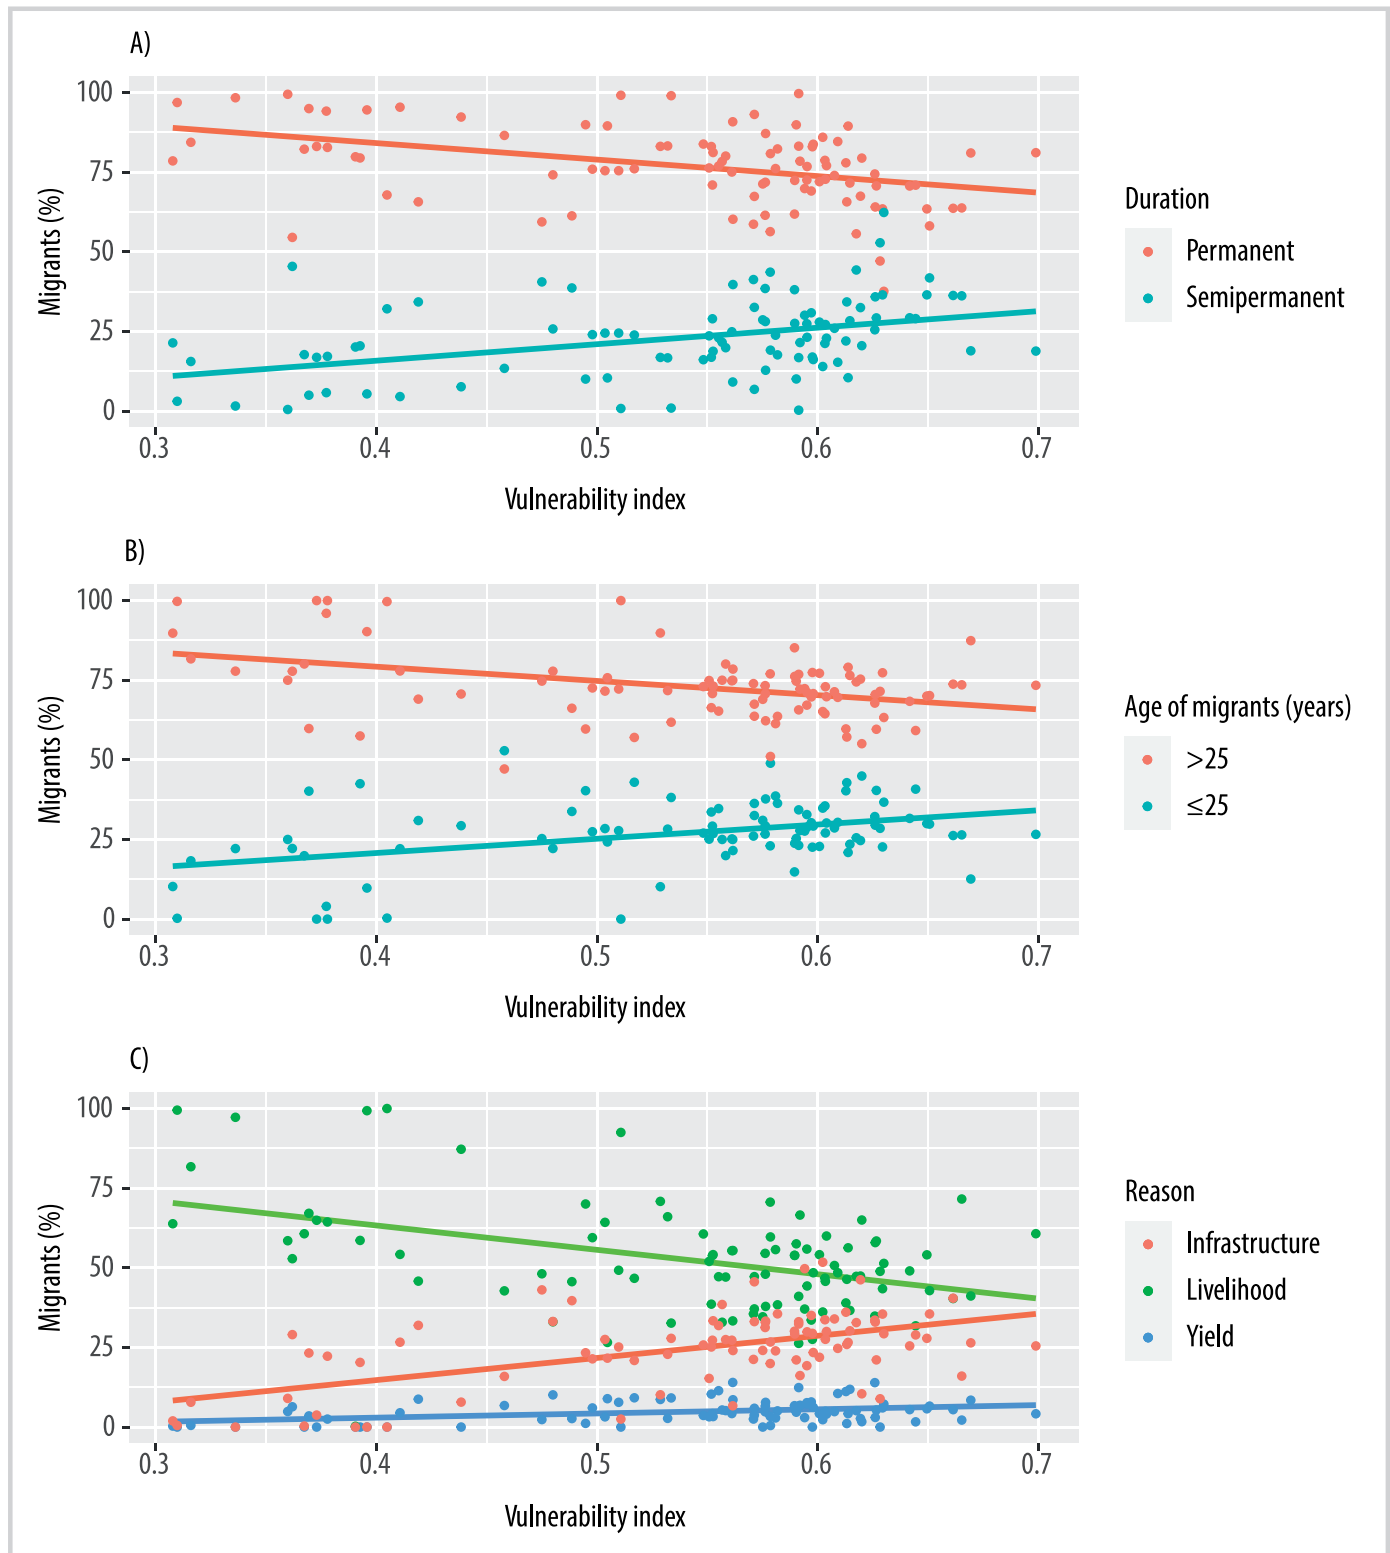 A)
100
75
50
25
0
Migrants (%)
0.3 0.4 0.5 0.6 0.7
Vulnerability index
Duration
Permanent
Semipermanent
B)
100
75
50
25
0
Migrants (%)
0.3 0.4 0.5 0.6 0.7
Vulnerability index
Age of migrants (years)
>25
≤25
C)
100
75
50
25
0
Migrants (%)
0.3 0.4 0.5 0.6 0.7
Vulnerability index
Reason
Infrastructure
Livelihood
Yield